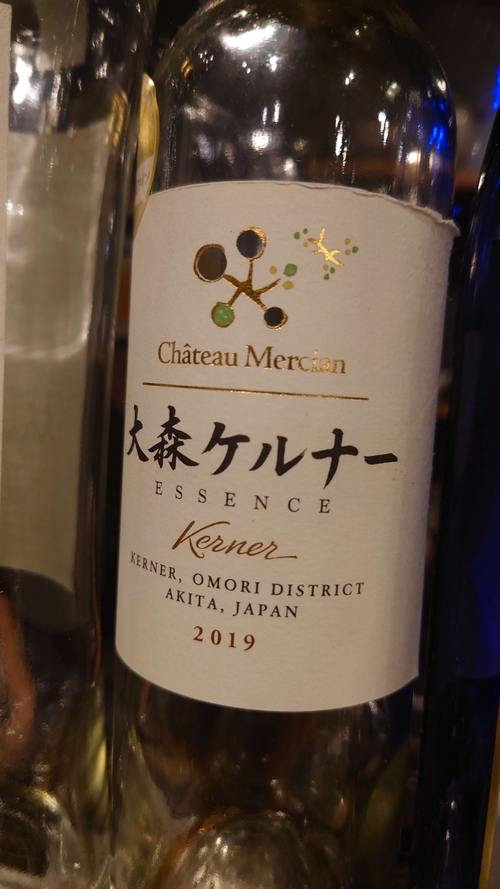 Château Mercian
大森ケルナー
ESSENCE
Kerner
KERNER, OMORI DISTRICT
AKITA, JAPAN
2019